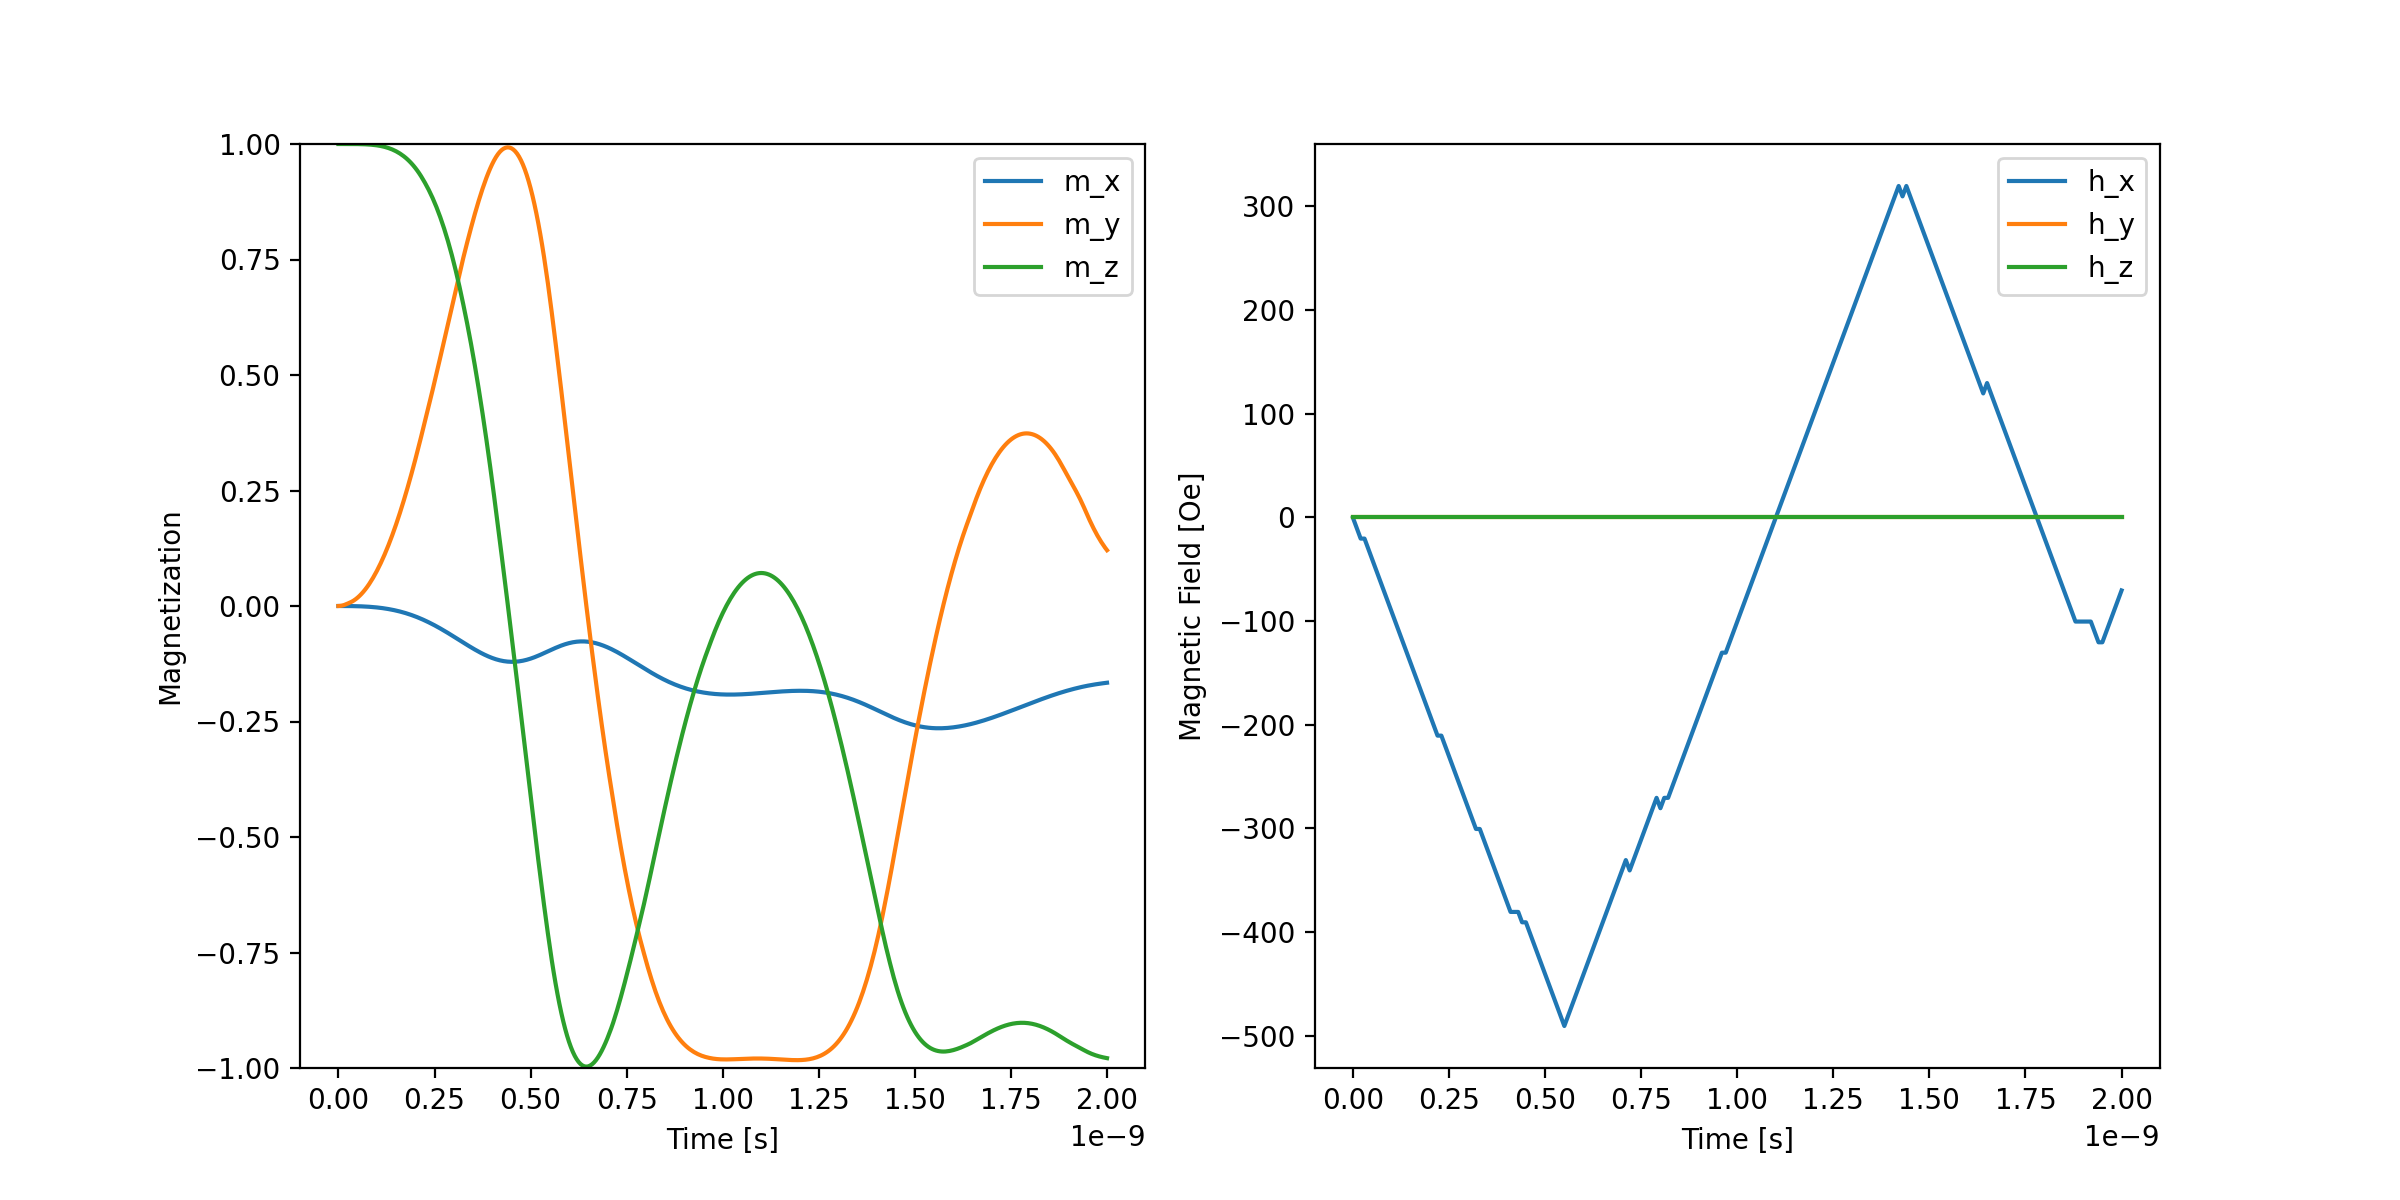 Magnetization
1.00
0.75
0.50
0.25
0.00
−0.25
−0.50
−0.75
−1.00
m_x
m_y
m_z
0.00 0.25 0.50 0.75 1.00 1.25 1.50 1.75 2.00
Time [s]
1e−9
Magnetic Field [Oe]
300
200
100
0
−100
−200
−300
−400
−500
h_x
h_y
h_z
0.00 0.25 0.50 0.75 1.00 1.25 1.50 1.75 2.00
Time [s]
1e−9